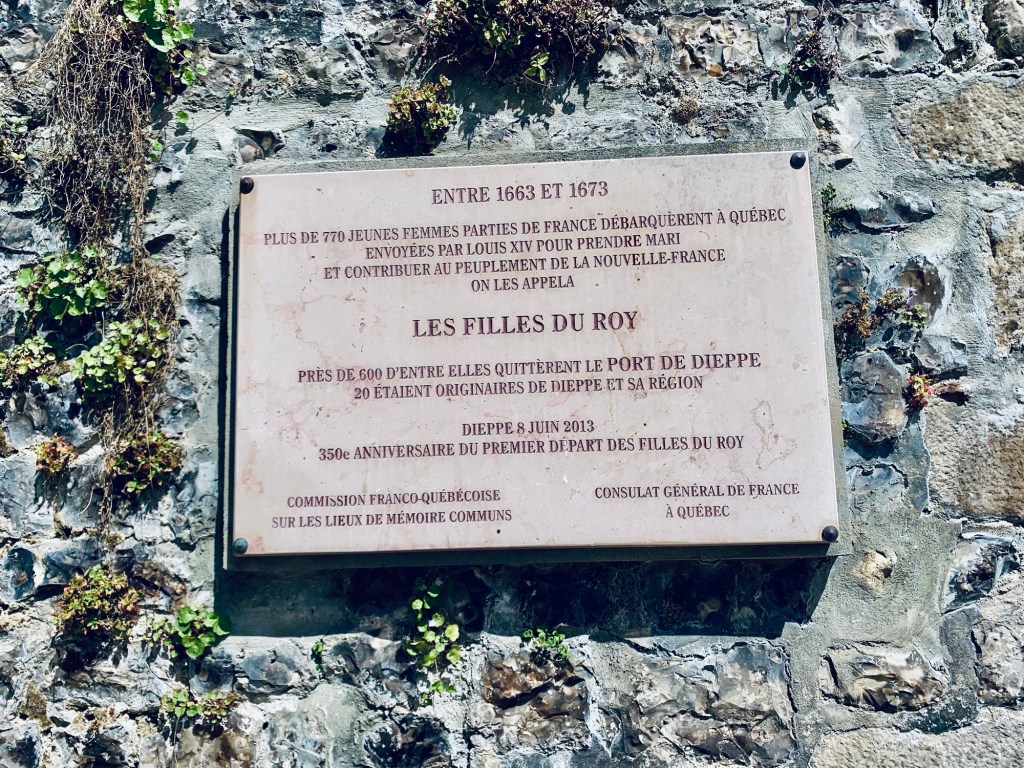 ENTRE 1663 ET 1673
PLUS DE 770 JEUNES FEMMES PARTIES DE FRANCE DÉBARQUÈRENT À QUÉBEC
ENVOYÉES PAR LOUIS XIV POUR PRENDRE MARI
ET CONTRIBUER AU PEUPLEMENT DE LA NOUVELLE-FRANCE
ON LES APPELA
LES FILLES DU ROY
PRÈS DE 600 D'ENTRE ELLES QUITTÈRENT LE PORT DE DIEPPE
20 ÉTAIENT ORIGINAIRES DE DIEPPE ET SA RÉGION
DIEPPE 8 JUIN 2013
350e ANNIVERSAIRE DU PREMIER DÉPART DES FILLES DU ROY
COMMISSION FRANCO-QUÉBÉCOISE
SUR LES LIEUX DE MÉMOIRE COMMUNS
CONSULAT GÉNÉRAL DE FRANCE
À QUÉBEC